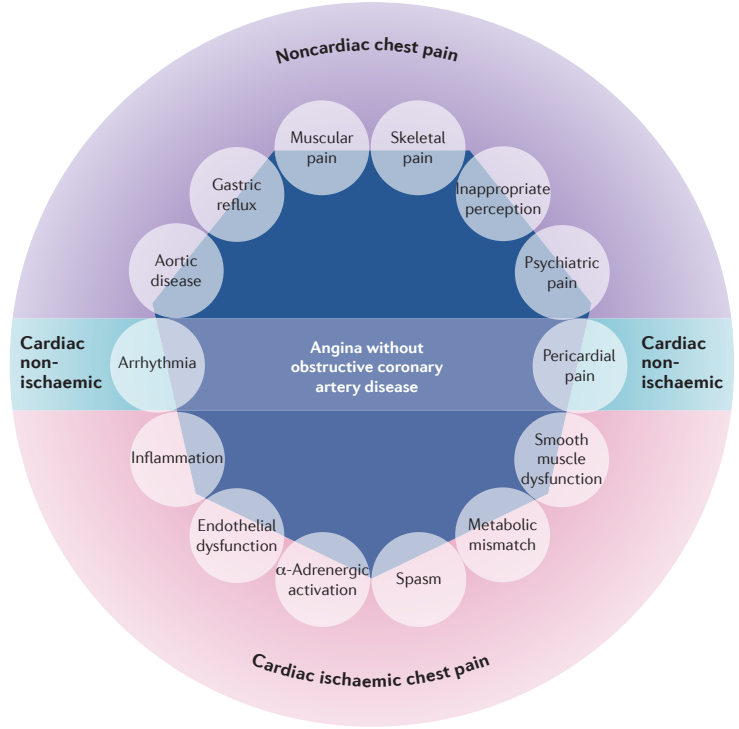 Noncardiac chest pain
Muscular
pain
Skeletal
pain
Gastric
reflux
Inappropriate
perception
Aortic
disease
Psychiatric
pain
Cardiac
non-
ischaemic
Arrhythmia
Angina without
obstructive coronary
artery disease
Pericardial
pain
Cardiac
non-
ischaemic
Inflammation
Smooth
muscle
dysfunction
Endothelial
dysfunction
Metabolic
mismatch
α-Adrenergic
activation
Spasm
Cardiac ischaemic chest pain